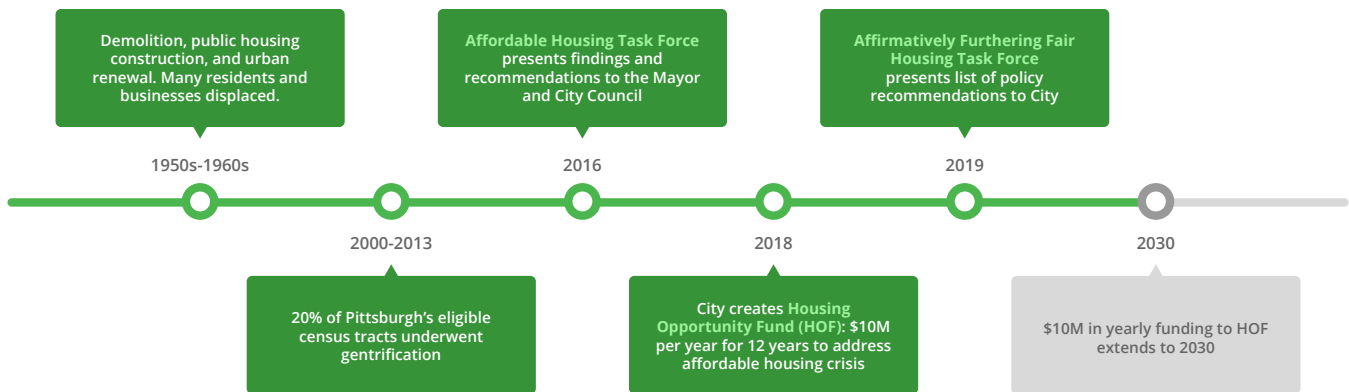 Demolition, public housing
construction, and urban
renewal. Many residents and
businesses displaced.
1950s-1960s
2000-2013
20% of Pittsburgh’s eligible
census tracts underwent
gentrification
Affordable Housing Task Force
presents findings and
recommendations to the Mayor
and City Council
2016
2018
City creates Housing
Opportunity Fund (HOF): $10M
per year for 12 years to address
affordable housing crisis
Affirmatively Furthering Fair
Housing Task Force
presents list of policy
recommendations to City
2019
2030
$10M in yearly funding to HOF
extends to 2030